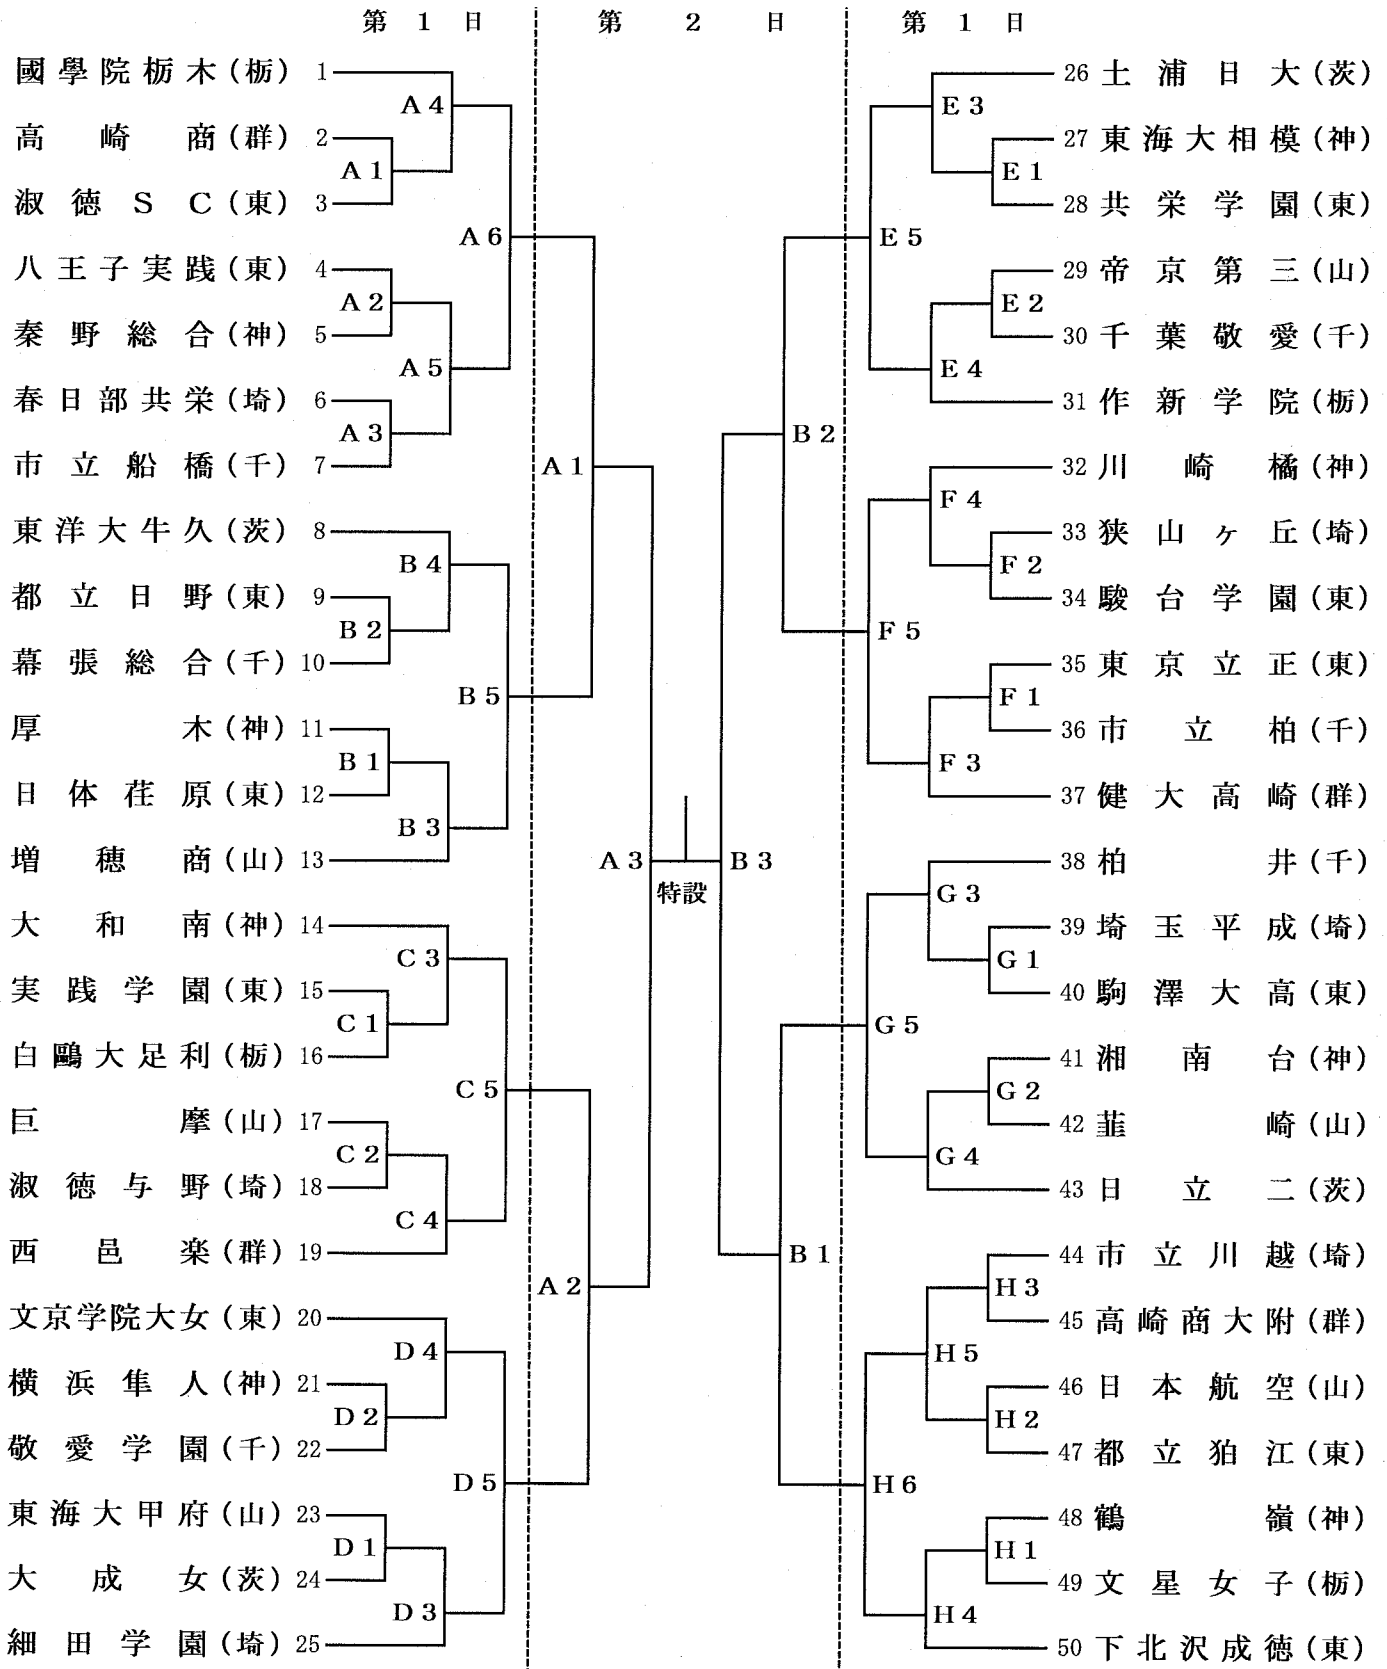 第 1 日 第 2 日 第 1 日
國學院栃木(栃) 1
高崎商(群) 2
淑徳SC(東) 3
八王子実践(東) 4
秦野総合(神) 5
春日部共栄(埼) 6
市立船橋(千) 7
東洋大牛久(茨) 8
都立日野(東) 9
幕張総合(千) 10
厚木(神) 11
日体荏原(東) 12
増穂商(山) 13
大和南(神) 14
実践学園(東) 15
白鷗大足利(栃) 16
巨摩(山) 17
淑徳与野(埼) 18
西邑楽(群) 19
文京学院大女(東) 20
横浜隼人(神) 21
敬愛学園(千) 22
東海大甲府(山) 23
大成女(茨) 24
細田学園(埼) 25
A4
A1
A6
A2
A5
A3
B4
B2
B5
B1
B3
C3
C1
C5
C2
C4
D4
D2
D5
D1
D3
A1
A2
A3
特設
B3
B2
B1
E3
E1
E5
E2
E4
F4
F2
F5
F1
F3
G3
G1
G5
G2
G4
H3
H5
H2
H6
H1
H4
26 土浦日大(茨)
27 東海大相模(神)
28 共栄学園(東)
29 帝京第三(山)
30 千葉敬愛(千)
31 作新学院(栃)
32 川崎橘(神)
33 狭山ヶ丘(埼)
34 駿台学園(東)
35 東京立正(東)
36 市立柏(千)
37 健大高崎(群)
38 柏井(千)
39 埼玉平成(埼)
40 駒澤大高(東)
41 湘南台(神)
42 韮崎(山)
43 日立二(茨)
44 市立川越(埼)
45 高崎商大附(群)
46 日本航空(山)
47 都立狛江(東)
48 鶴嶺(神)
49 文星女子(栃)
50 下北沢成徳(東)